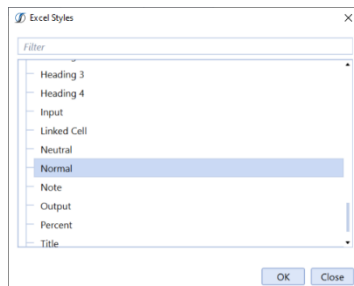 Excel Styles
Filter
Heading 3
Heading 4
Input
Linked Cell
Neutral
Normal
Note
Output
Percent
Title
OK
Close